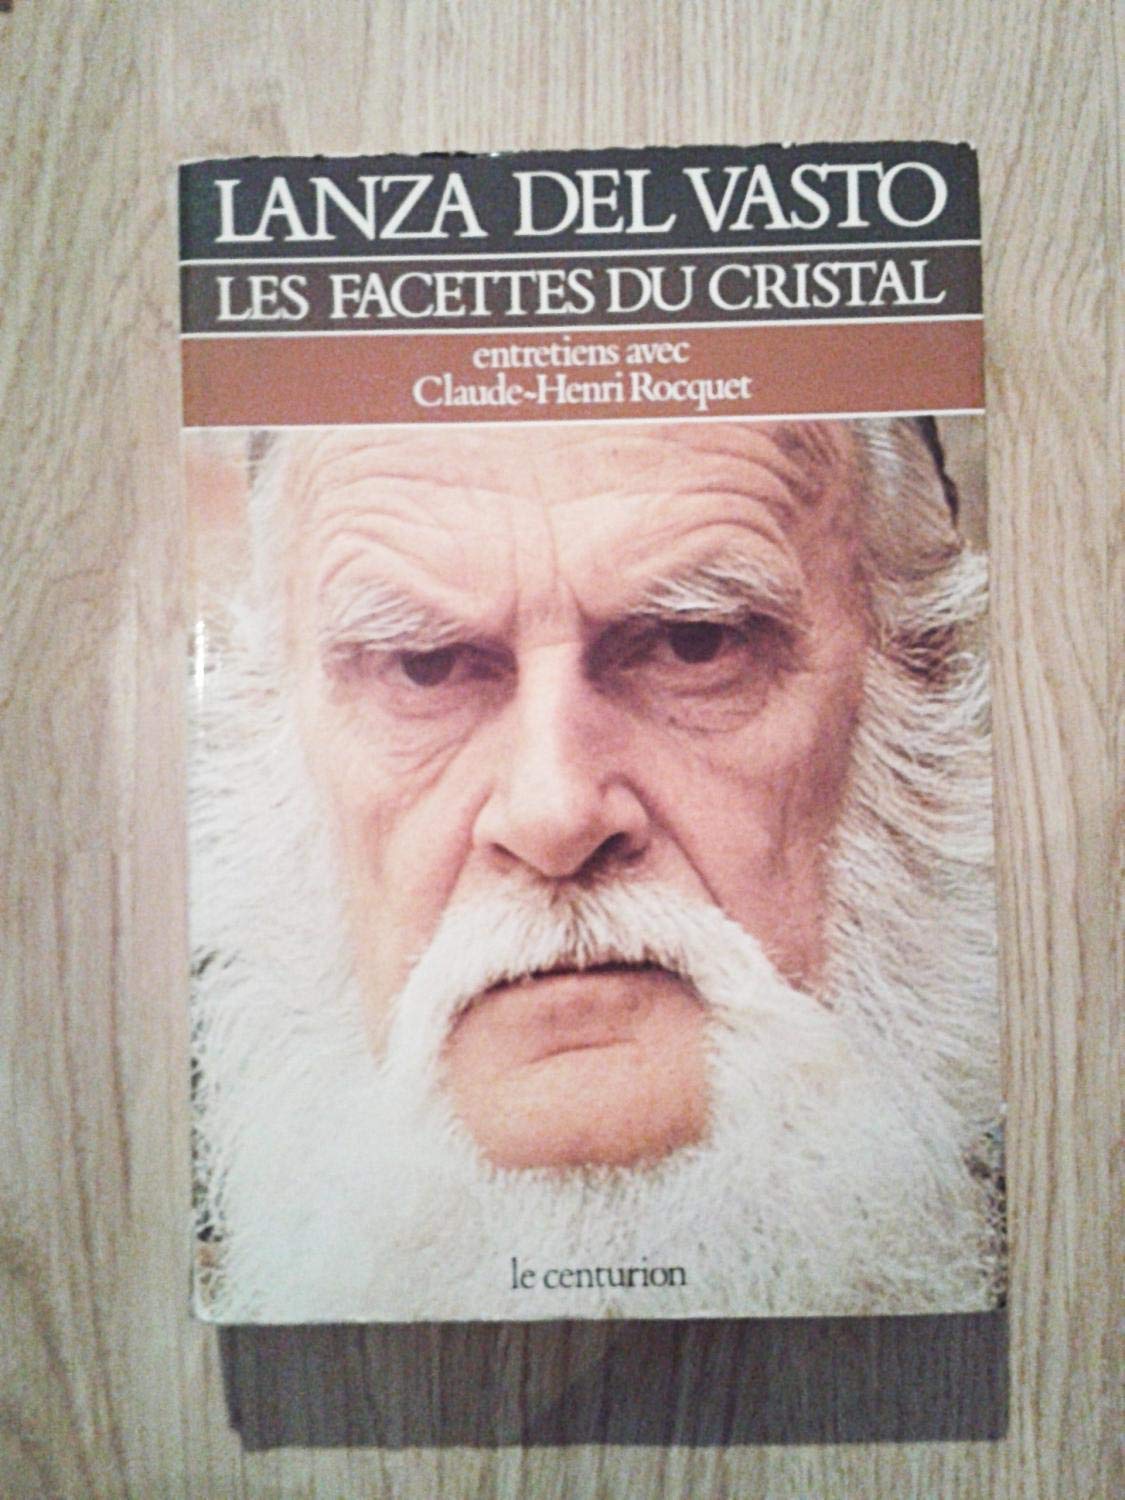 LANZA DEL VASTO
LES FACETTES DU CRISTAL
entretiens avec
Claude-Henri Rocquet
le centurion